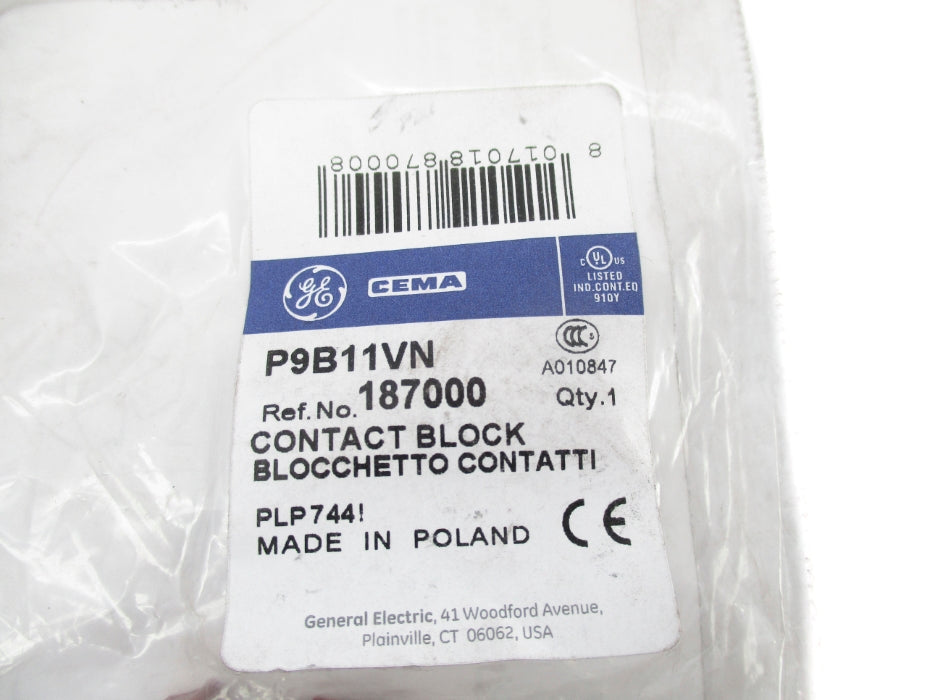 8 017018 870008
GE CEMA
C UL US
LISTED
IND.CONT.EQ
910Y
P9B11VN
CCC S
A010847
Ref. No. 187000
Qty.1
CONTACT BLOCK
BLOCCHETTO CONTATTI
PLP744!
MADE IN POLAND CE
General Electric, 41 Woodford Avenue,
Plainville, CT 06062, USA